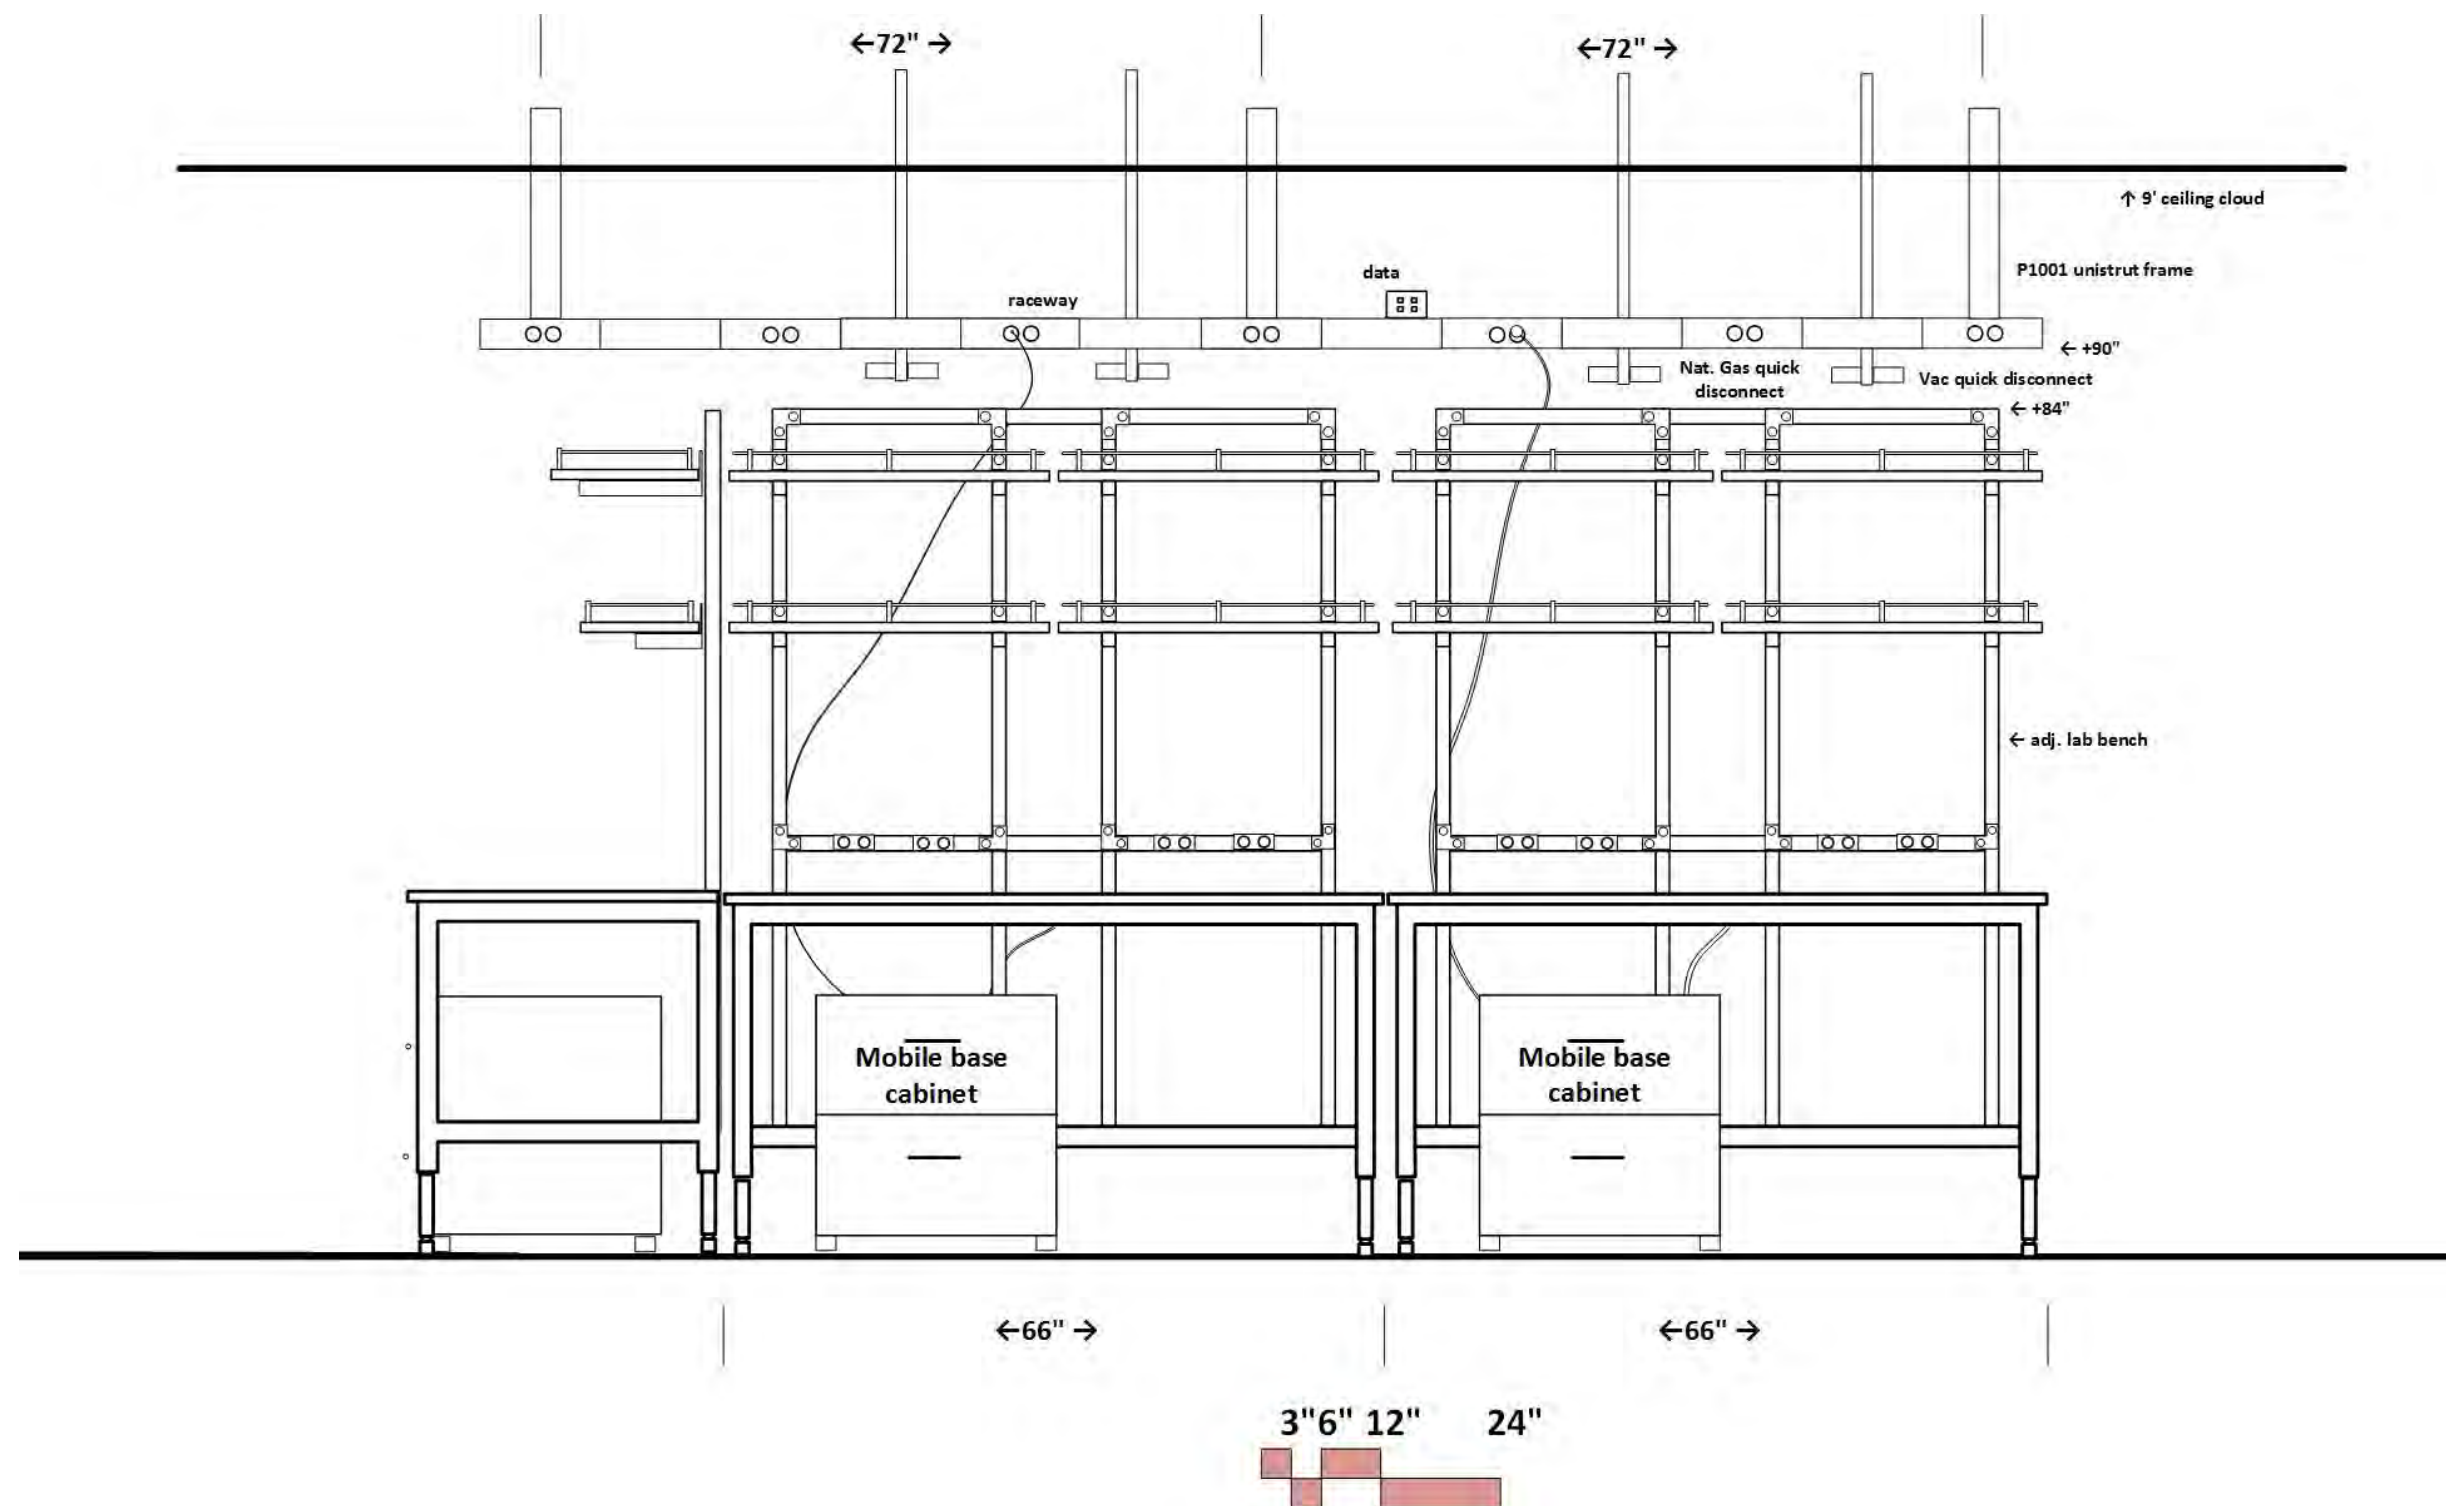 ←72" →
←72" →
↑ 9' ceiling cloud
P1001 unistrut frame
data
raceway
← +90"
Nat. Gas quick
disconnect
Vac quick disconnect
← +84"
← adj. lab bench
Mobile base
cabinet
Mobile base
cabinet
←66" →
←66" →
3"6" 12" 24"